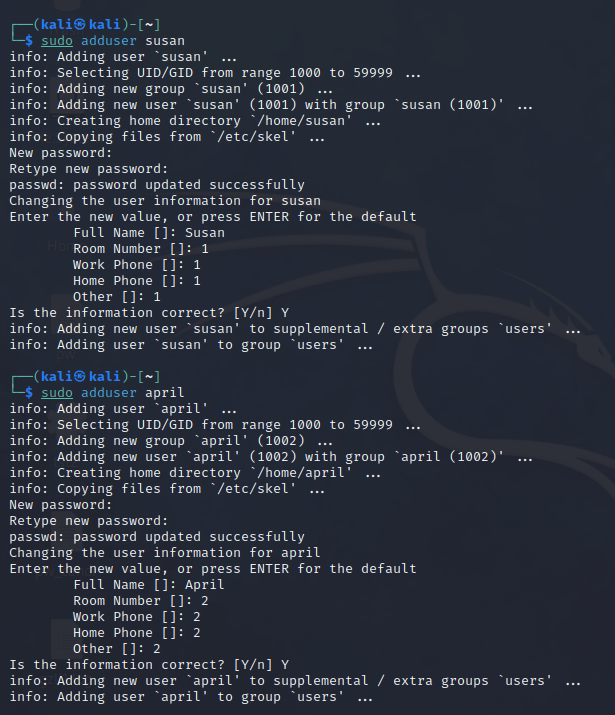 ┌──(kali㉿kali)-[~]
└─$ sudo adduser susan
info: Adding user `susan' ...
info: Selecting UID/GID from range 1000 to 59999 ...
info: Adding new group `susan' (1001) ...
info: Adding new user `susan' (1001) with group `susan (1001)' ...
info: Creating home directory `/home/susan' ...
info: Copying files from `/etc/skel' ...
New password:
Retype new password:
passwd: password updated successfully
Changing the user information for susan
Enter the new value, or press ENTER for the default
        Full Name []: Susan
        Room Number []: 1
        Work Phone []: 1
        Home Phone []: 1
        Other []: 1
Is the information correct? [Y/n] Y
info: Adding new user `susan' to supplemental / extra groups `users' ...
info: Adding user `susan' to group `users' ...

┌──(kali㉿kali)-[~]
└─$ sudo adduser april
info: Adding user `april' ...
info: Selecting UID/GID from range 1000 to 59999 ...
info: Adding new group `april' (1002) ...
info: Adding new user `april' (1002) with group `april (1002)' ...
info: Creating home directory `/home/april' ...
info: Copying files from `/etc/skel' ...
New password:
Retype new password:
passwd: password updated successfully
Changing the user information for april
Enter the new value, or press ENTER for the default
        Full Name []: April
        Room Number []: 2
        Work Phone []: 2
        Home Phone []: 2
        Other []: 2
Is the information correct? [Y/n] Y
info: Adding new user `april' to supplemental / extra groups `users' ...
info: Adding user `april' to group `users' ...